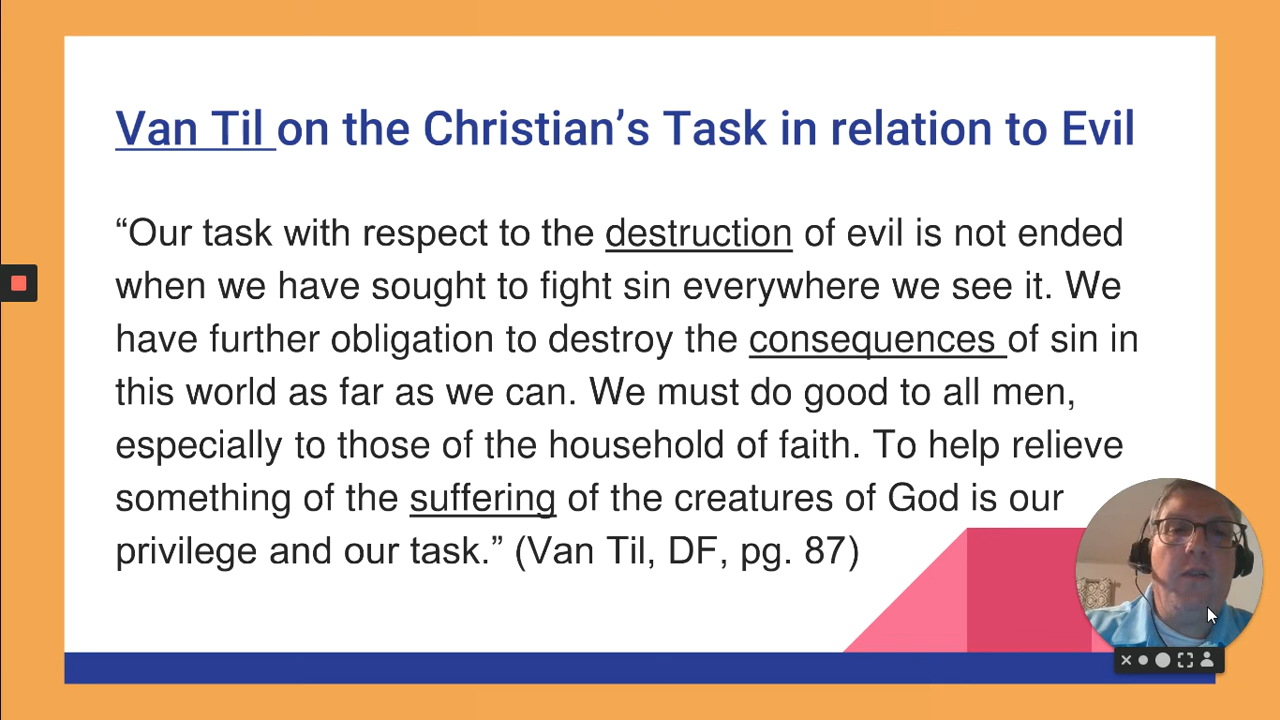 Van Til on the Christian’s Task in relation to Evil
“Our task with respect to the destruction of evil is not ended
when we have sought to fight sin everywhere we see it. We
have further obligation to destroy the consequences of sin in
this world as far as we can. We must do good to all men,
especially to those of the household of faith. To help relieve
something of the suffering of the creatures of God is our
privilege and our task.” (Van Til, DF, pg. 87)